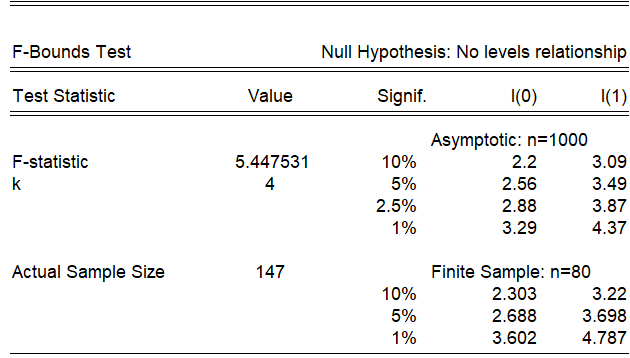 F-Bounds Test Null Hypothesis: No levels relationship
Test Statistic Value Signif. I(0) I(1)
Asymptotic: n=1000
F-statistic 5.447531 10% 2.2 3.09
k 4 5% 2.56 3.49
2.5% 2.88 3.87
1% 3.29 4.37
Actual Sample Size 147 Finite Sample: n=80
10% 2.303 3.22
5% 2.688 3.698
1% 3.602 4.787